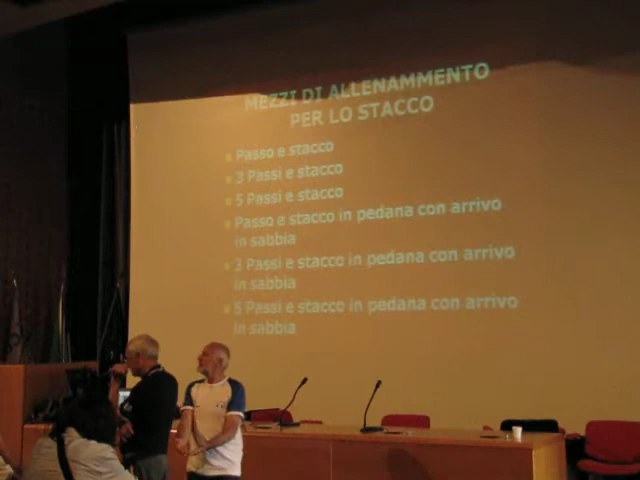 MEZZI DI ALLENAMMENTO
PER LO STACCO
Passo e stacco
3 Passi e stacco
5 Passi e stacco
Passo e stacco in pedana con arrivo
in sabbia
3 Passi e stacco in pedana con arrivo
in sabbia
5 Passi e stacco in pedana con arrivo
in sabbia